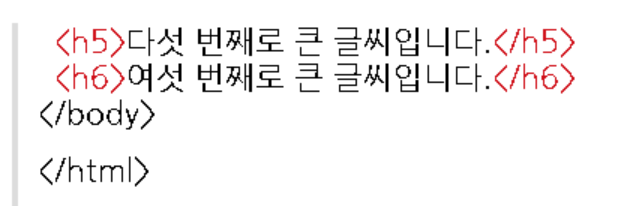 <h5>다섯 번째로 큰 글씨입니다.</h5>
<h6>여섯 번째로 큰 글씨입니다.</h6>
</body>
</html>